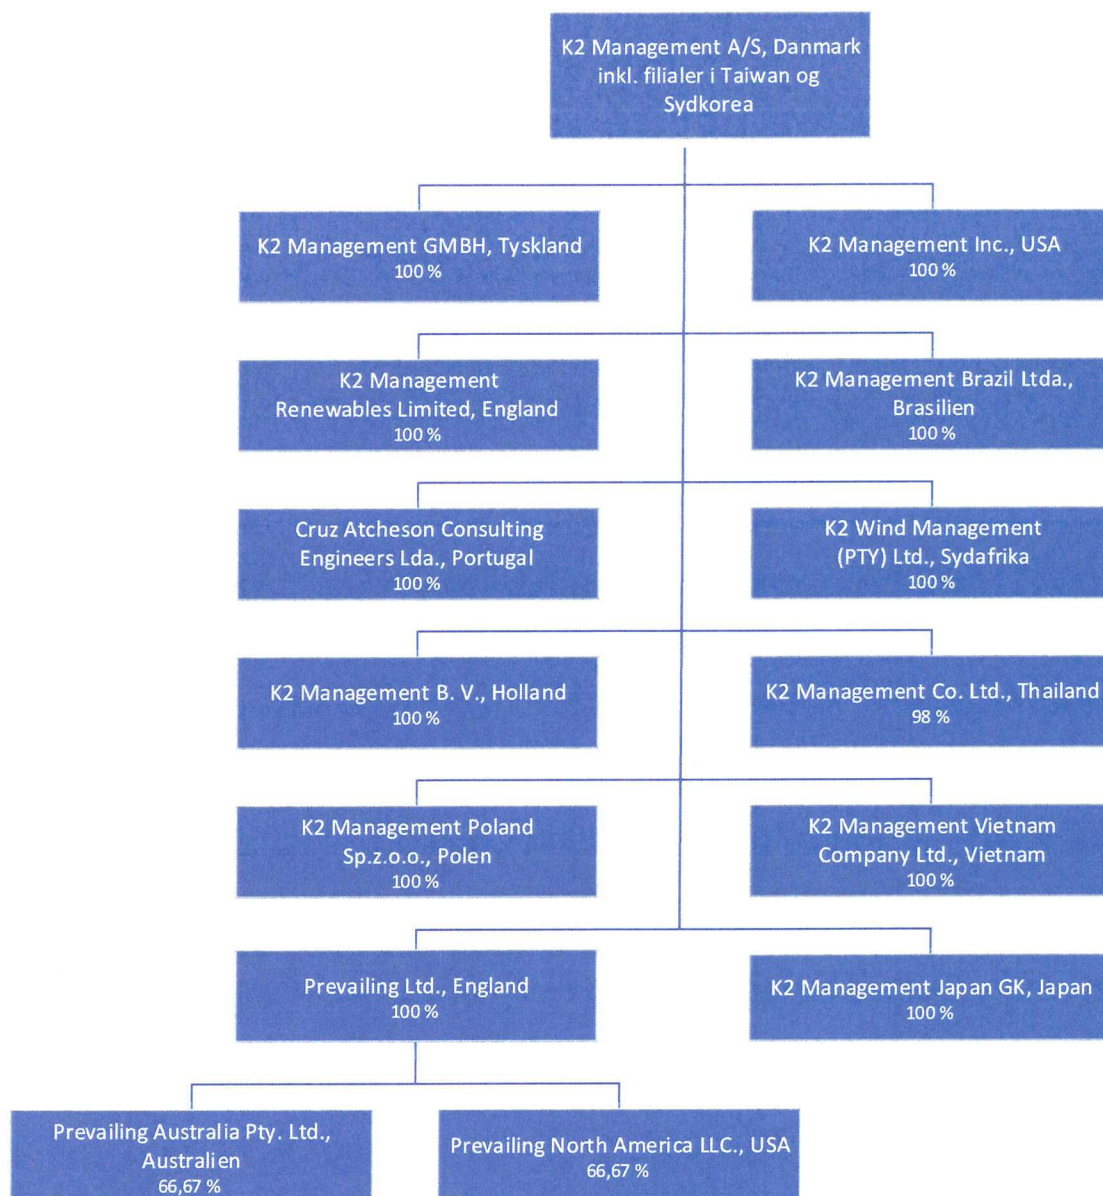 K2 Management A/S, Danmark
inkl. filialer i Taiwan og
Sydkorea
K2 Management GMBH, Tyskland
100 %
K2 Management Inc., USA
100 %
K2 Management
Renewables Limited, England
100 %
K2 Management Brazil Ltda.,
Brasilien
100 %
Cruz Atcheson Consulting
Engineers Lda., Portugal
100 %
K2 Wind Management
(PTY) Ltd., Sydafrika
100 %
K2 Management B. V., Holland
100 %
K2 Management Co. Ltd., Thailand
98 %
K2 Management Poland
Sp.z.o.o., Polen
100 %
K2 Management Vietnam
Company Ltd., Vietnam
100 %
Prevailing Ltd., England
100 %
K2 Management Japan GK, Japan
100 %
Prevailing Australia Pty. Ltd.,
Australien
66,67 %
Prevailing North America LLC., USA
66,67 %